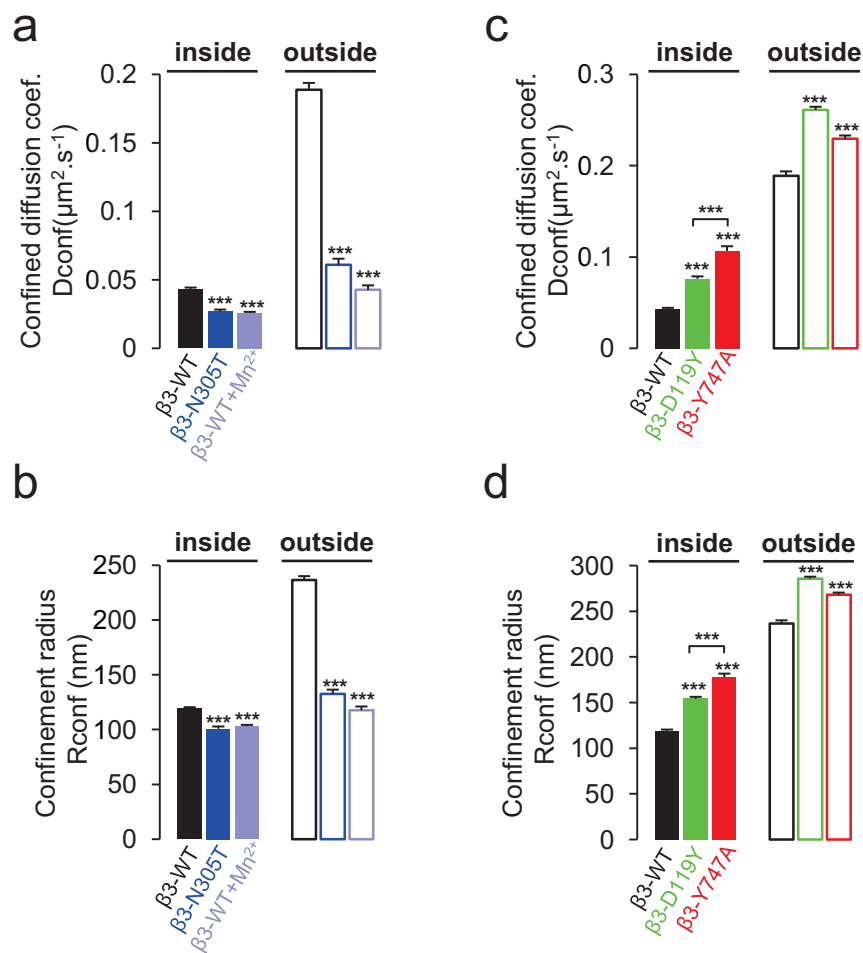 a
inside outside
Confined diffusion coef.
Dconf(µm².s⁻¹)
0.2
0.15
0.1
0.05
0
*** *** *** ***
β3-WT
β3-N305T
β3-WT+Mn²⁺
c
inside outside
Confined diffusion coef.
Dconf(µm².s⁻¹)
0.3
0.2
0.1
0
***
*** ***
*** ***
β3-WT
β3-D119Y
β3-Y747A
b
inside outside
Confinement radius
Rconf (nm)
250
200
150
100
50
0
*** *** *** ***
β3-WT
β3-N305T
β3-WT+Mn²⁺
d
inside outside
Confinement radius
Rconf (nm)
300
250
200
150
100
50
0
***
*** ***
*** ***
β3-WT
β3-D119Y
β3-Y747A